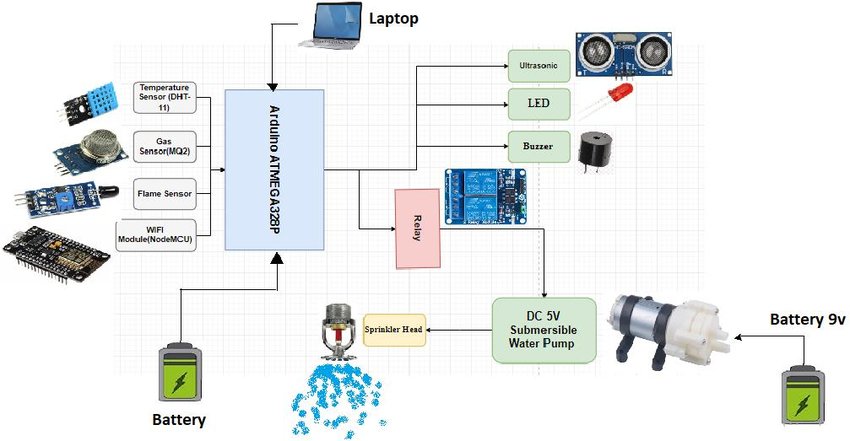 Laptop
Temperature
Sensor (DHT-
11)
Gas
Sensor(MQ2)
Flame Sensor
WIFI
Module(NodeMCU)
Arduino ATMEGA328P
Ultrasonic
LED
Buzzer
Relay
DC 5V
Submersible
Water Pump
Sprinkler Head
Battery
Battery 9v